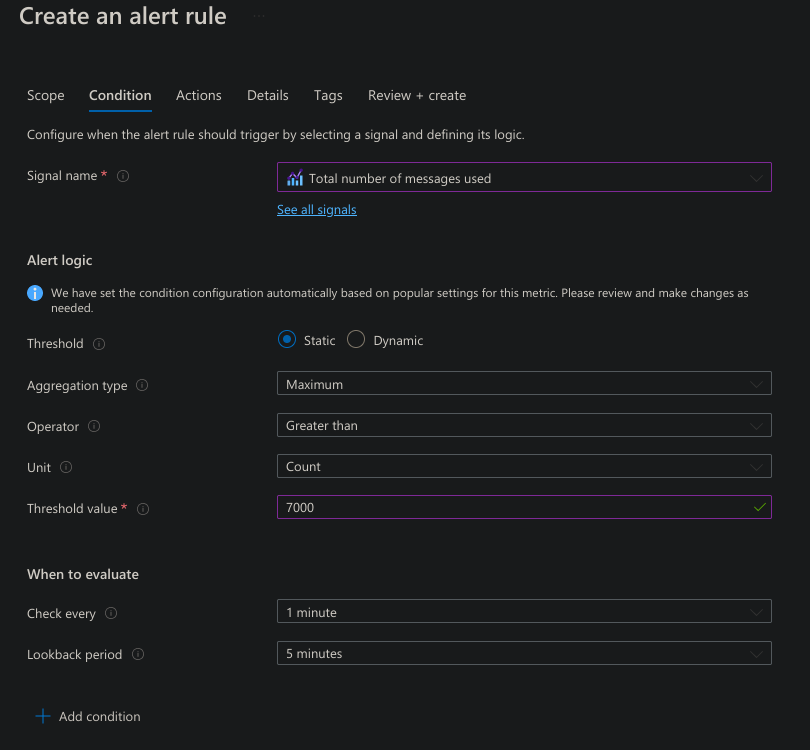 Create an alert rule ...
Scope Condition Actions Details Tags Review + create
Configure when the alert rule should trigger by selecting a signal and defining its logic.
Signal name * Total number of messages used
See all signals
Alert logic
We have set the condition configuration automatically based on popular settings for this metric. Please review and make changes as
needed.
Threshold Static Dynamic
Aggregation type Maximum
Operator Greater than
Unit Count
Threshold value * 7000
When to evaluate
Check every 1 minute
Lookback period 5 minutes
+ Add condition